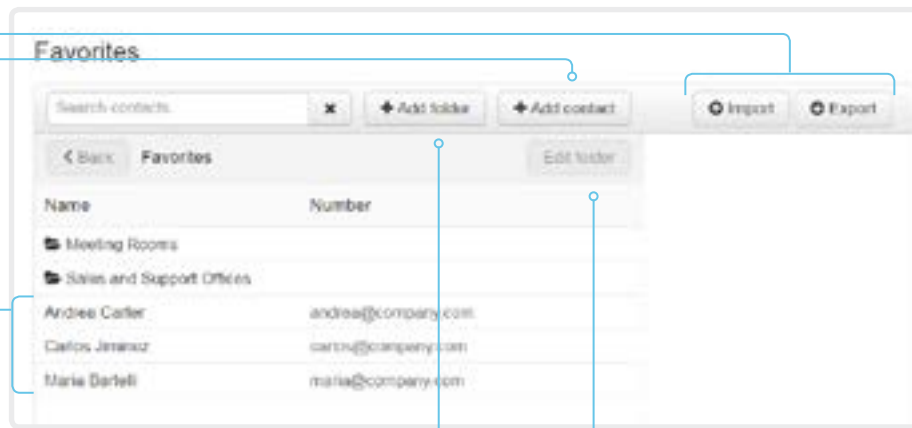 Favorites
Search contacts Add folder Add contact Import Export
Back Favorites Edit folder
Name Number
Meeting Rooms
Sales and Support Offices
Andrea Carter andrea@company.com
Carlos Jiminez carlos@company.com
Maria Bartelli maria@company.com